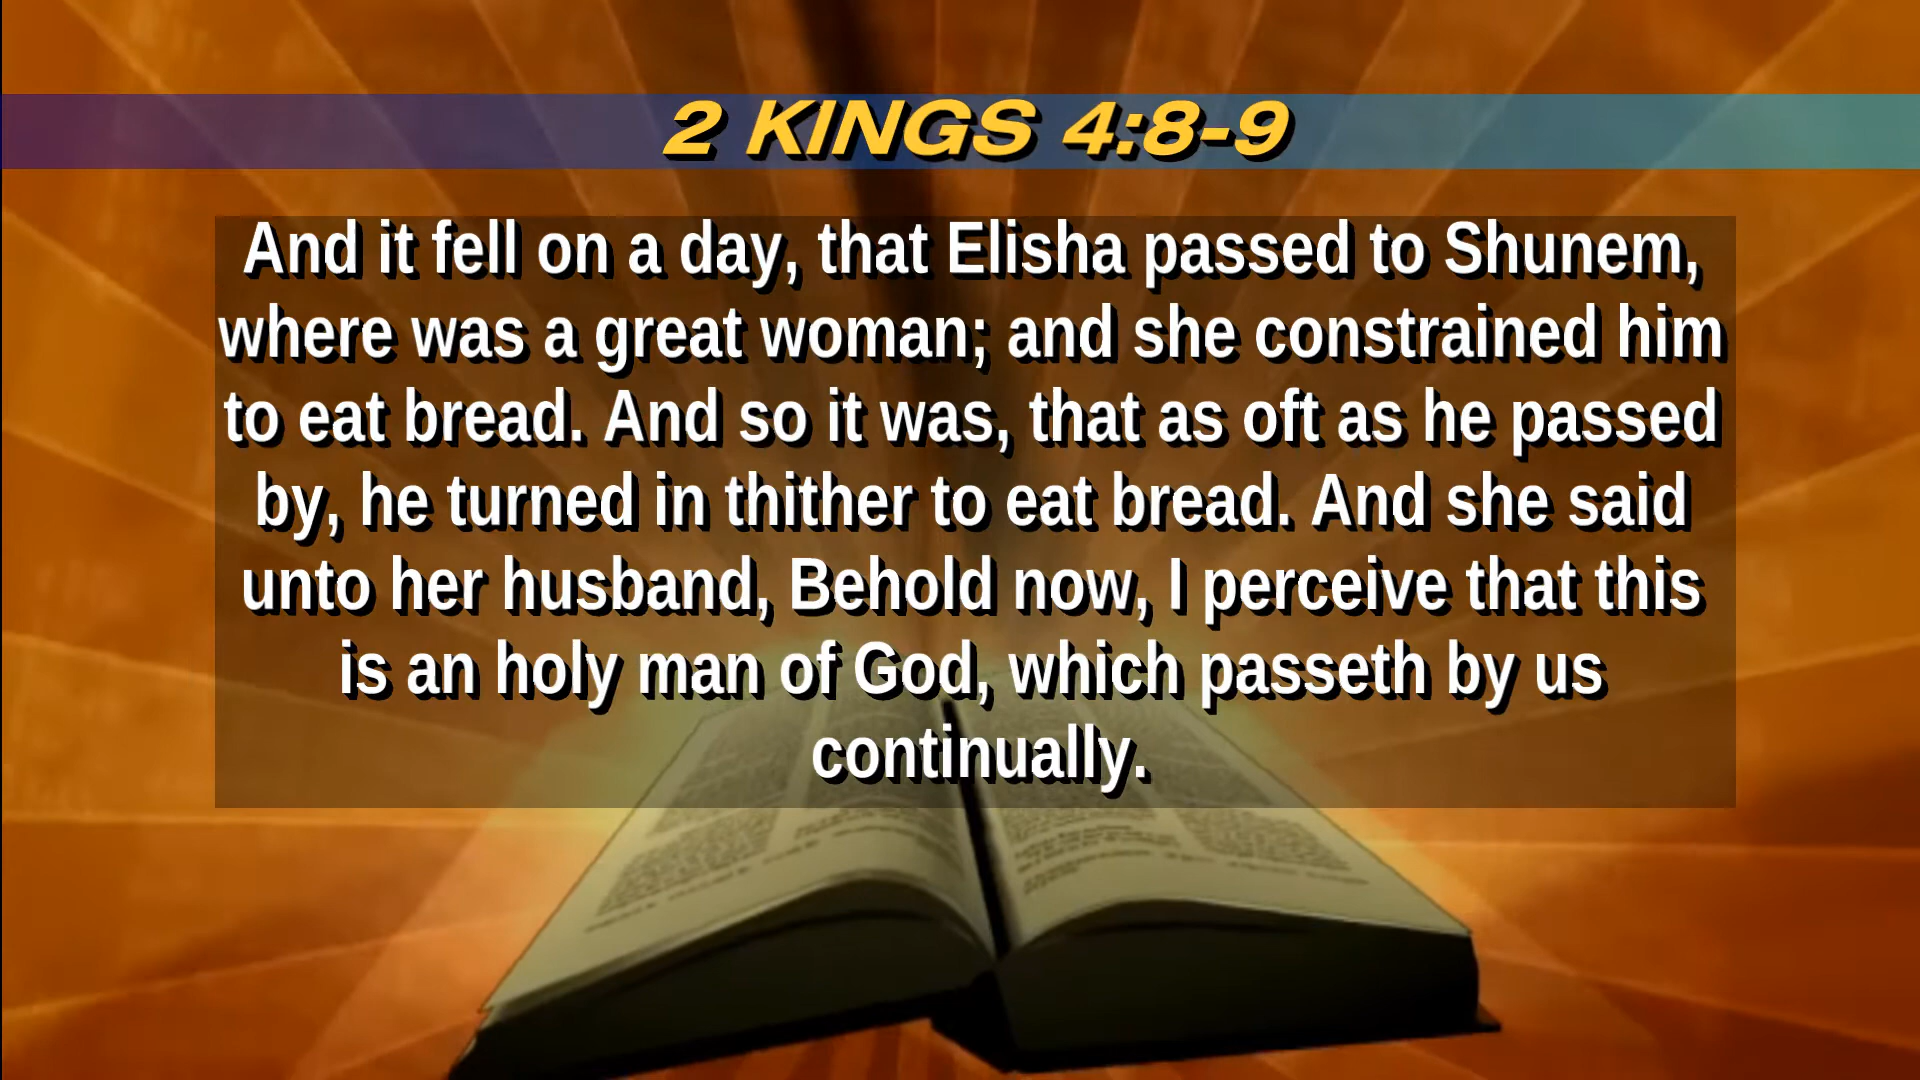 2 KINGS 4:8-9
And it fell on a day, that Elisha passed to Shunem,
where was a great woman; and she constrained him
to eat bread. And so it was, that as oft as he passed
by, he turned in thither to eat bread. And she said
unto her husband, Behold now, I perceive that this
is an holy man of God, which passeth by us
continually.